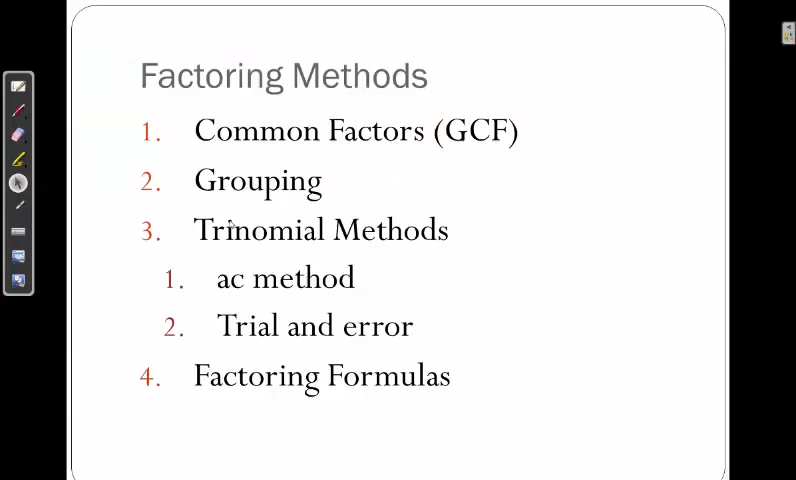 Factoring Methods
1. Common Factors (GCF)
2. Grouping
3. Trinomial Methods
1. ac method
2. Trial and error
4. Factoring Formulas